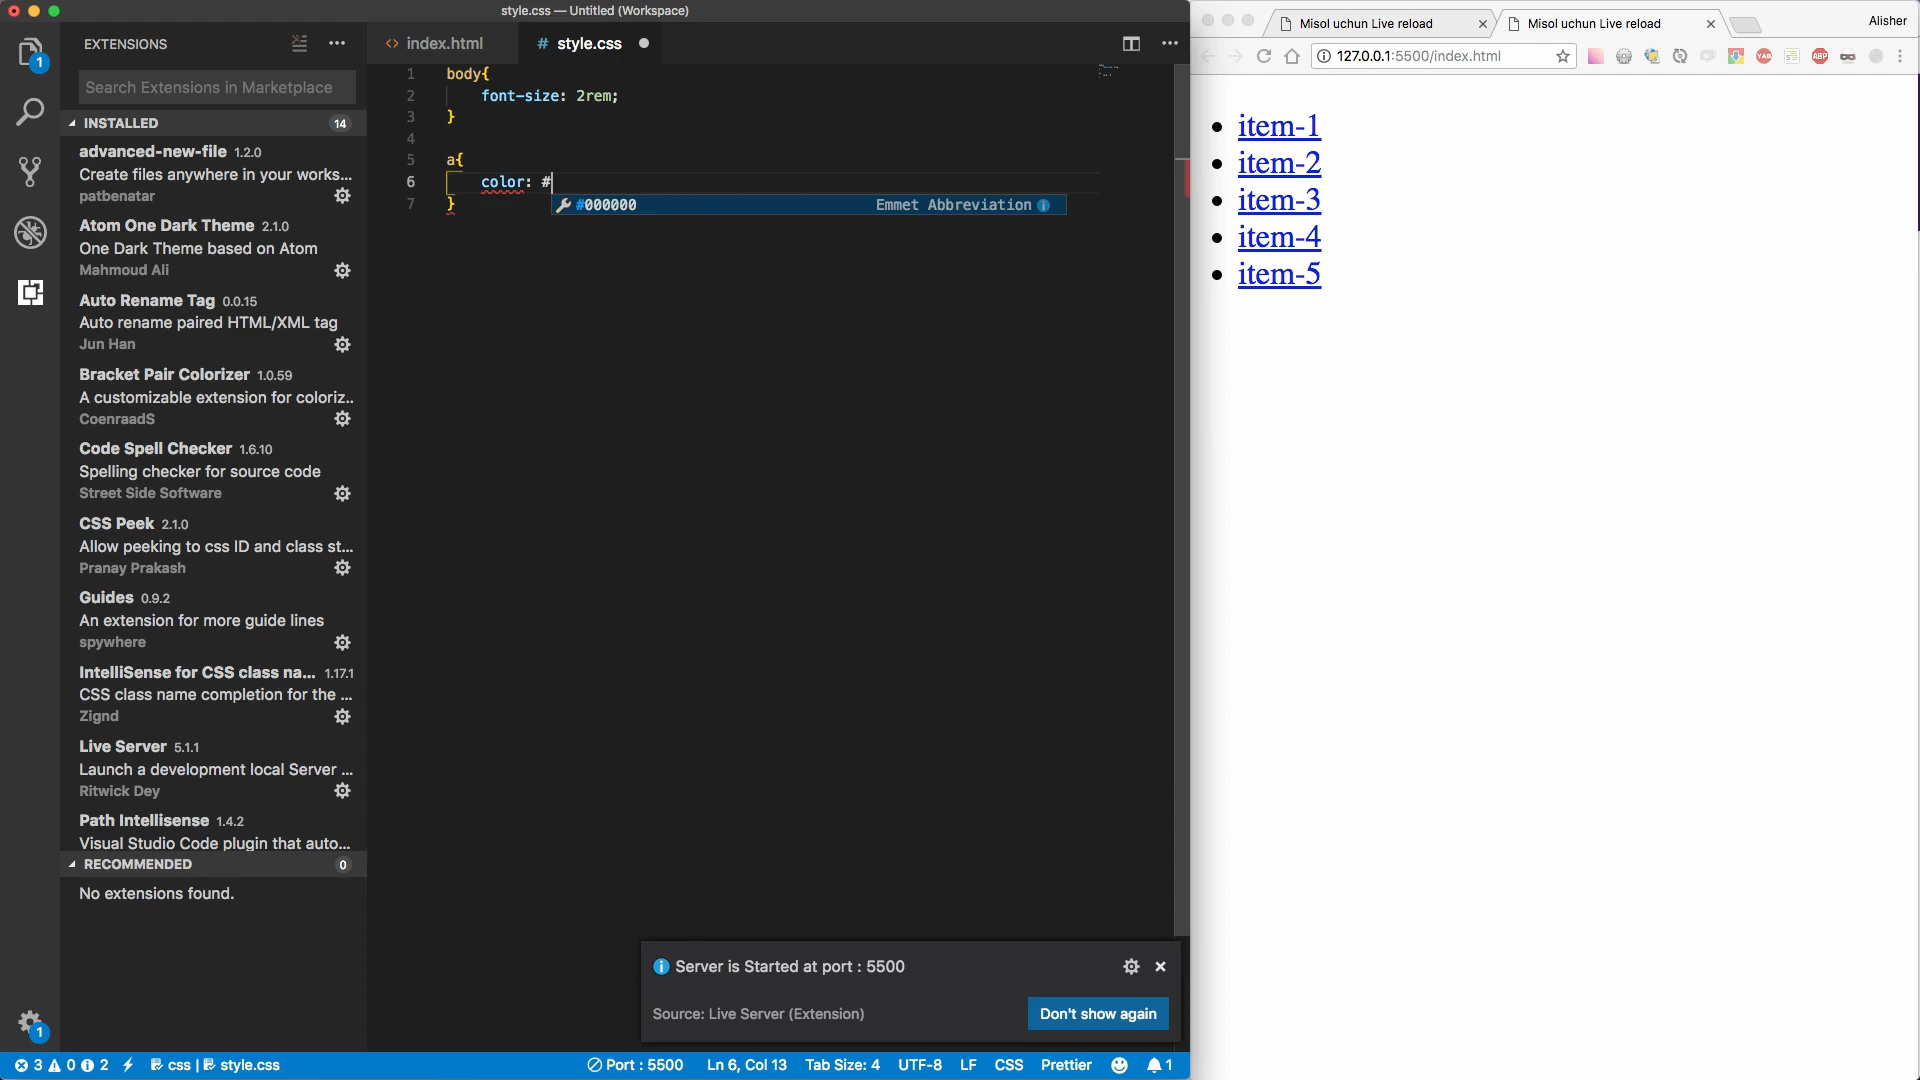 style.css — Untitled (Workspace)
EXTENSIONS
Search Extensions in Marketplace
INSTALLED 14
advanced-new-file 1.2.0
Create files anywhere in your works...
patbenatar
Atom One Dark Theme 2.1.0
One Dark Theme based on Atom
Mahmoud Ali
Auto Rename Tag 0.0.15
Auto rename paired HTML/XML tag
Jun Han
Bracket Pair Colorizer 1.0.59
A customizable extension for coloriz..
CoenraadS
Code Spell Checker 1.6.10
Spelling checker for source code
Street Side Software
CSS Peek 2.1.0
Allow peeking to css ID and class st...
Pranay Prakash
Guides 0.9.2
An extension for more guide lines
spywhere
IntelliSense for CSS class na... 1.17.1
CSS class name completion for the ...
Zignd
Live Server 5.1.1
Launch a development local Server ...
Ritwick Dey
Path Intellisense 1.4.2
Visual Studio Code plugin that auto...
RECOMMENDED 0
No extensions found.
1
1
<> index.html # style.css
1 body{
2 font-size: 2rem;
3 }
4
5 a{
6 color: #
7 }
#000000 Emmet Abbreviation
Server is Started at port : 5500
Source: Live Server (Extension)
Don't show again
3 0 2 css | style.css Port : 5500 Ln 6, Col 13 Tab Size: 4 UTF-8 LF CSS Prettier 1
Misol uchun Live reload Misol uchun Live reload Alisher
127.0.0.1:5500/index.html
YAB
ABP
item-1
item-2
item-3
item-4
item-5